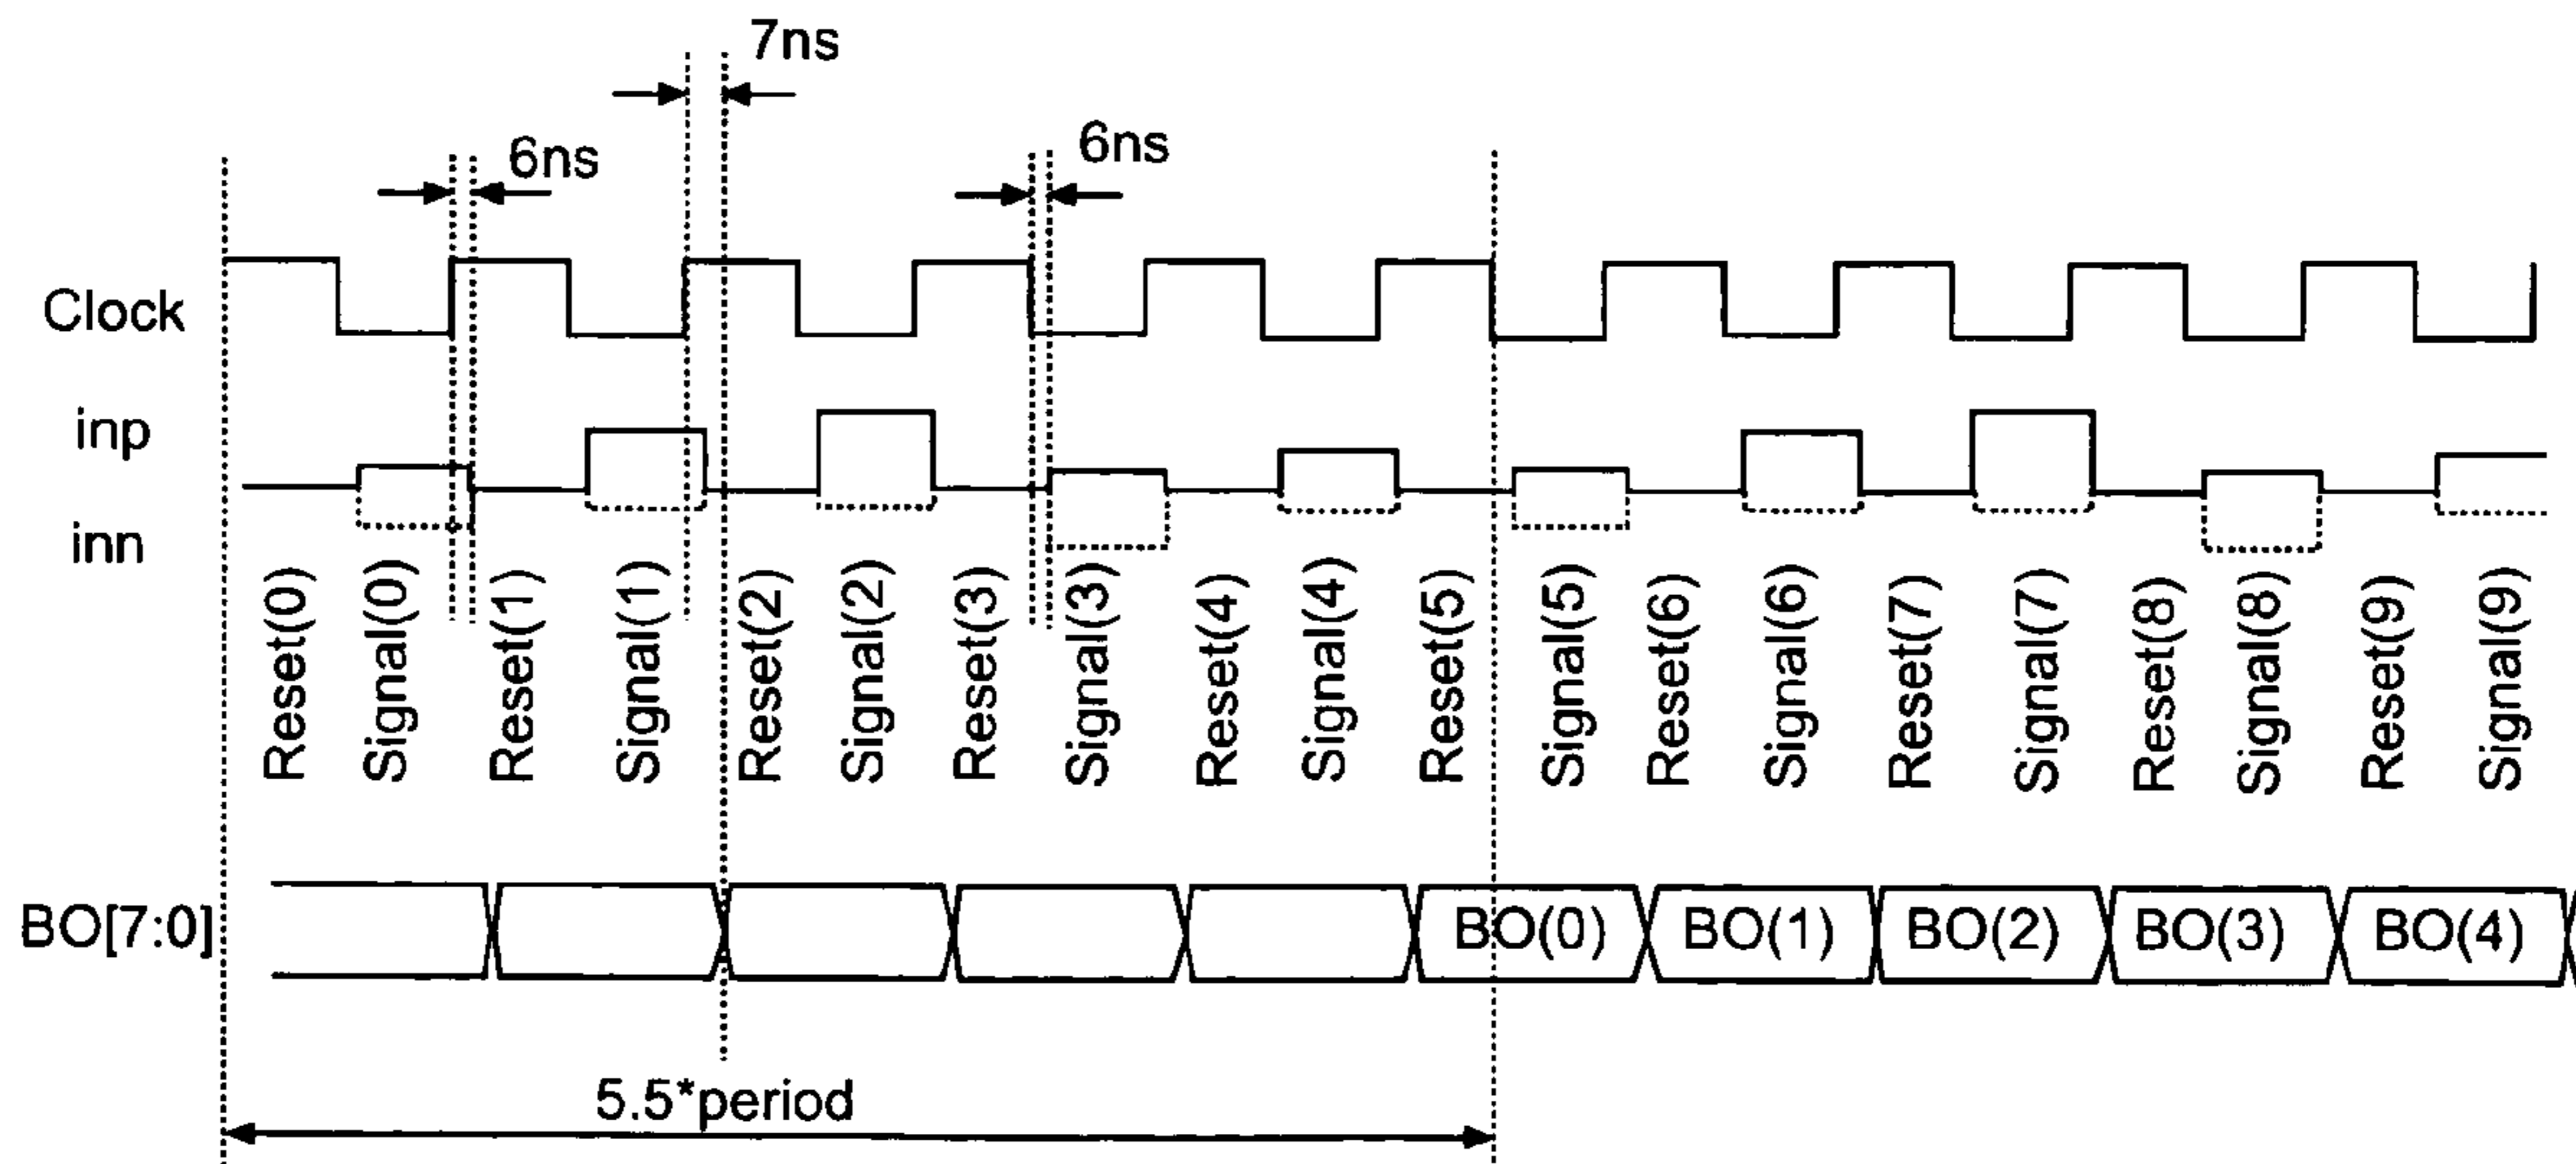 7ns
6ns
6ns
Clock
inp
inn
Reset(0)
Signal(0)
Reset(1)
Signal(1)
Reset(2)
Signal(2)
Reset(3)
Signal(3)
Reset(4)
Signal(4)
Reset(5)
Signal(5)
Reset(6)
Signal(6)
Reset(7)
Signal(7)
Reset(8)
Signal(8)
Reset(9)
Signal(9)
BO[7:0] BO(0) BO(1) BO(2) BO(3) BO(4)
5.5*period